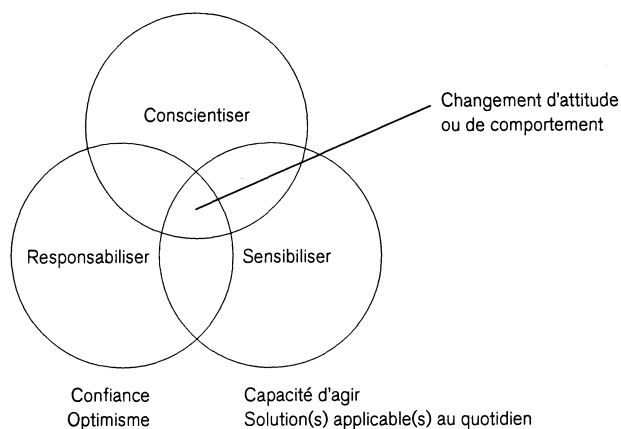 Conscientiser
Changement d'attitude
ou de comportement
Responsabiliser
Sensibiliser
Confiance
Optimisme
Capacité d'agir
Solution(s) applicable(s) au quotidien